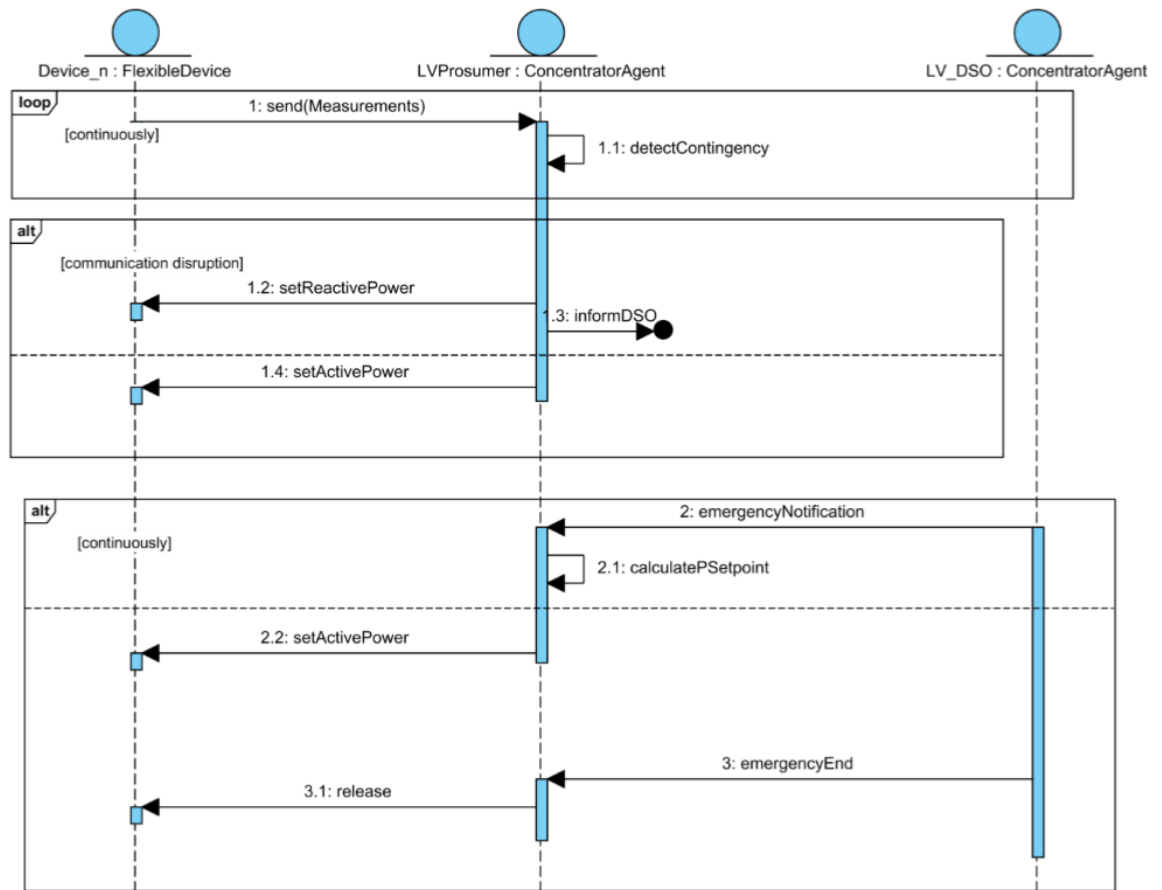 Device_n : FlexibleDevice
LVProsumer : ConcentratorAgent
LV_DSO : ConcentratorAgent
loop
1: send(Measurements)
[continuously]
1.1: detectContingency
alt
[communication disruption]
1.2: setReactivePower
1.3: informDSO
1.4: setActivePower
alt
2: emergencyNotification
[continuously]
2.1: calculatePSetpoint
2.2: setActivePower
3: emergencyEnd
3.1: release